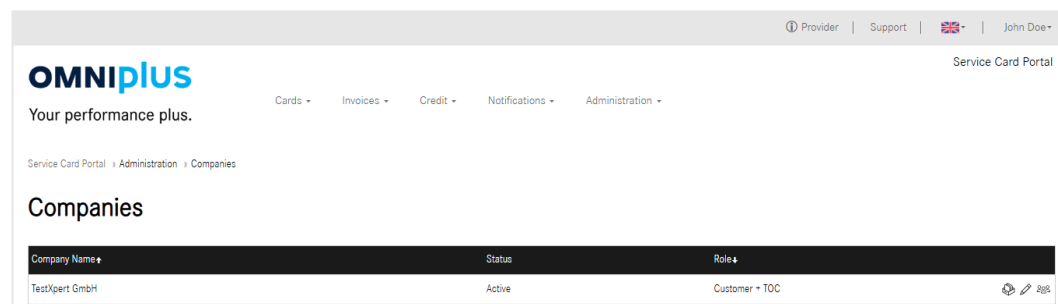 Provider | Support | John Doe
Service Card Portal
OMNIplus
Your performance plus.
Cards Invoices Credit Notifications Administration
Service Card Portal » Administration » Companies
Companies
Company Name Status Role
TestXpert GmbH Active Customer + TOC